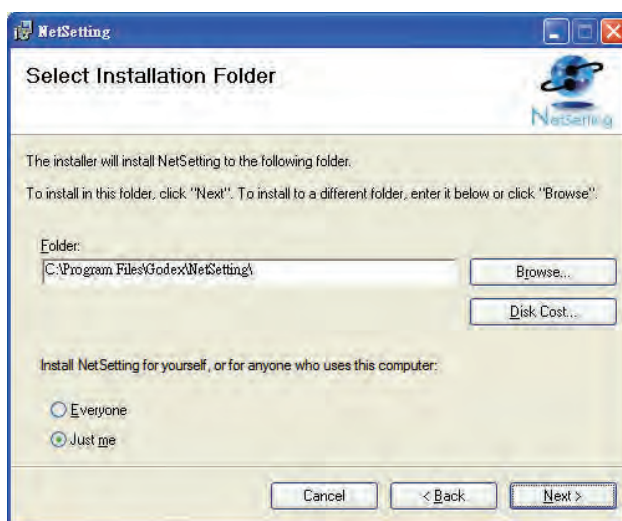 NetSetting
Select Installation Folder
NetSetting
The installer will install NetSetting to the following folder.
To install in this folder, click "Next". To install to a different folder, enter it below or click "Browse".
Folder:
C:\Program Files\Godex\NetSetting\
Browse...
Disk Cost...
Install NetSetting for yourself, or for anyone who uses this computer:
Everyone
Just me
Cancel
< Back
Next >